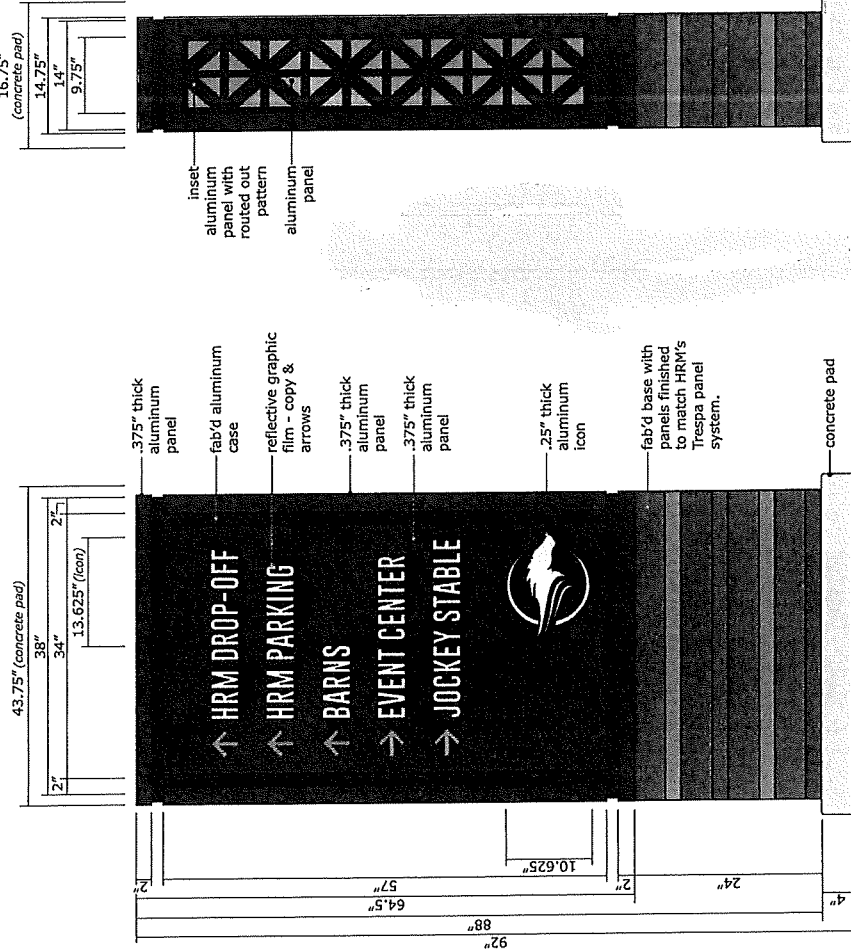 43.75" (concrete pad)
38"
2"
34"
2"
13.625" (icon)
.375" thick
aluminum
panel
fab'd aluminum
case
reflective graphic
film - copy &
arrows
.375" thick
aluminum
panel
.375" thick
aluminum
panel
.25" thick
aluminum
icon
fab'd base with
panels finished
to match HRM's
Trespa panel
system.
concrete pad
← HRM DROP-OFF
← HRM PARKING
← BARNS
→ EVENT CENTER
→ JOCKEY STABLE
2"
57"
10.625"
2"
64.5"
24"
88"
4"
92"
16.75"
(concrete pad)
14.75"
14"
9.75"
inset
aluminum
panel with
routed out
pattern
aluminum
panel